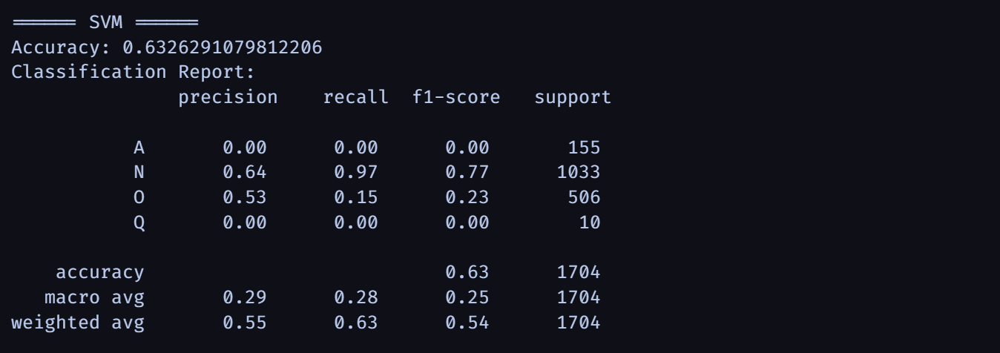 ====== SVM ======
Accuracy: 0.6326291079812206
Classification Report:
              precision    recall  f1-score   support

           A       0.00      0.00      0.00       155
           N       0.64      0.97      0.77      1033
           O       0.53      0.15      0.23       506
           Q       0.00      0.00      0.00        10

    accuracy                           0.63      1704
   macro avg       0.29      0.28      0.25      1704
weighted avg       0.55      0.63      0.54      1704